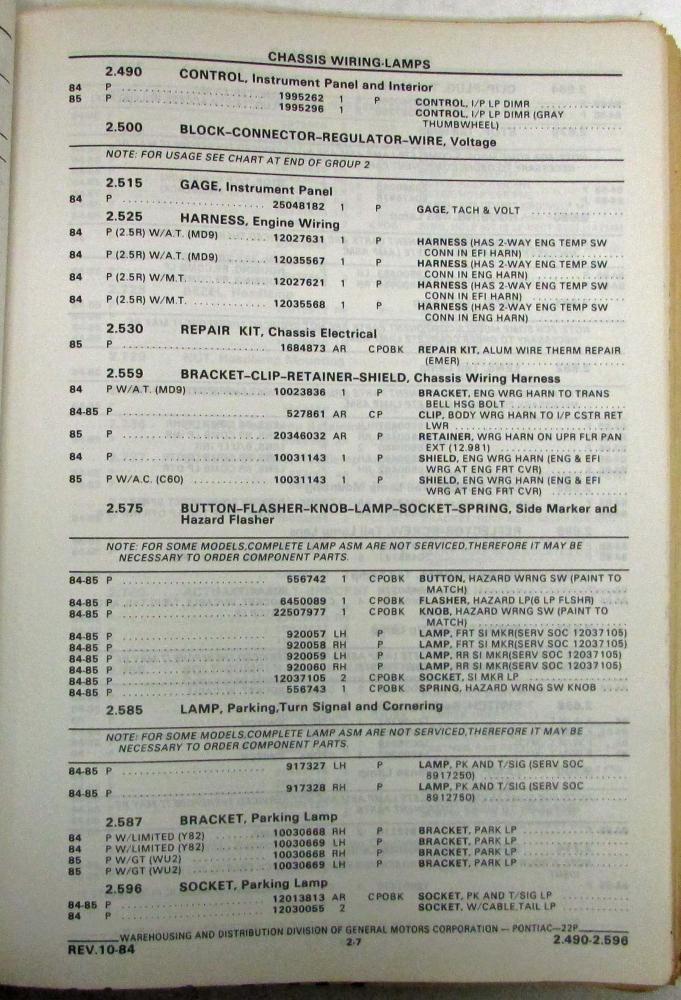 CHASSIS WIRING-LAMPS
2.490 CONTROL, Instrument Panel and Interior
84 P ........ 1995262 1 P CONTROL, I/P LP DIMR
85 P ........ 1995296 1 CONTROL, I/P LP DIMR (GRAY
THUMBWHEEL)
2.500 BLOCK-CONNECTOR-REGULATOR-WIRE, Voltage
NOTE: FOR USAGE SEE CHART AT END OF GROUP 2
2.515 GAGE, Instrument Panel
84 P ........ 25048182 1 P GAGE, TACH & VOLT
2.525 HARNESS, Engine Wiring
84 P (2.5R) W/A.T. (MD9) ....... 12027631 1 P HARNESS (HAS 2-WAY ENG TEMP SW
CONN IN EFI HARN)
84 P (2.5R) W/A.T. (MD9) ....... 12035567 1 P HARNESS (HAS 2-WAY ENG TEMP SW
CONN IN ENG HARN)
84 P (2.5R) W/M.T. ........ 12027621 1 P HARNESS (HAS 2-WAY ENG TEMP SW
CONN IN EFI HARN)
84 P (2.5R) W/M.T. ........ 12035568 1 P HARNESS (HAS 2-WAY ENG TEMP SW
CONN IN ENG HARN)
2.530 REPAIR KIT, Chassis Electrical
85 P ........ 1684873 AR CPOBK REPAIR KIT, ALUM WIRE THERM REPAIR
(EMER)
2.559 BRACKET-CLIP-RETAINER-SHIELD, Chassis Wiring Harness
84 P W/A.T. (MD9) ........ 10023836 1 P BRACKET, ENG WRG HARN TO TRANS
BELL HSG BOLT
84-85 P ........ 527861 AR CP CLIP, BODY WRG HARN TO I/P CSTR RET
LWR
85 P ........ 20346032 AR P RETAINER, WRG HARN ON UPR FLR PAN
EXT (12.981)
84 P ........ 10031143 1 P SHIELD, ENG WRG HARN (ENG & EFI
WRG AT ENG FRT CVR)
85 P W/A.C. (C60) ........ 10031143 1 P SHIELD, ENG WRG HARN (ENG & EFI
WRG AT ENG FRT CVR)
2.575 BUTTON-FLASHER-KNOB-LAMP-SOCKET-SPRING, Side Marker and
Hazard Flasher
NOTE: FOR SOME MODELS,COMPLETE LAMP ASM ARE NOT SERVICED,THEREFORE IT MAY BE
NECESSARY TO ORDER COMPONENT PARTS.
84-85 P ........ 556742 1 CPOBK BUTTON, HAZARD WRNG SW (PAINT TO
MATCH)
84-85 P ........ 6450089 1 CPOBK FLASHER, HAZARD LP(6 LP FLSHR)
84-85 P ........ 22507977 1 CPOBK KNOB, HAZARD WRNG SW (PAINT TO
MATCH)
84-85 P ........ 920057 LH P LAMP, FRT SI MKR(SERV SOC 12037105)
84-85 P ........ 920058 RH P LAMP, FRT SI MKR(SERV SOC 12037105)
84-85 P ........ 920059 LH P LAMP, RR SI MKR(SERV SOC 12037105)
84-85 P ........ 920060 RH P LAMP, RR SI MKR(SERV SOC 12037105)
84-85 P ........ 12037105 2 CPOBK SOCKET, SI MKR LP
84-85 P ........ 556743 1 CPOBK SPRING, HAZARD WRNG SW KNOB
2.585 LAMP, Parking,Turn Signal and Cornering
NOTE: FOR SOME MODELS,COMPLETE LAMP ASM ARE NOT SERVICED,THEREFORE IT MAY BE
NECESSARY TO ORDER COMPONENT PARTS.
84-85 P ........ 917327 LH P LAMP, PK AND T/SIG (SERV SOC
8917250)
84-85 P ........ 917328 RH P LAMP, PK AND T/SIG (SERV SOC
8912750)
2.587 BRACKET, Parking Lamp
84 P W/LIMITED (Y82) ........ 10030668 RH P BRACKET, PARK LP
84 P W/LIMITED (Y82) ........ 10030669 LH P BRACKET, PARK LP
85 P W/GT (WU2) ........ 10030668 RH P BRACKET, PARK LP
85 P W/GT (WU2) ........ 10030669 LH P BRACKET, PARK LP
2.596 SOCKET, Parking Lamp
84-85 P ........ 12013813 AR CPOBK SOCKET, PK AND T/SIG LP
84 P ........ 12030055 2 SOCKET, W/CABLE,TAIL LP
WAREHOUSING AND DISTRIBUTION DIVISION OF GENERAL MOTORS CORPORATION — PONTIAC—22P
REV.10-84 2-7 2.490-2.596